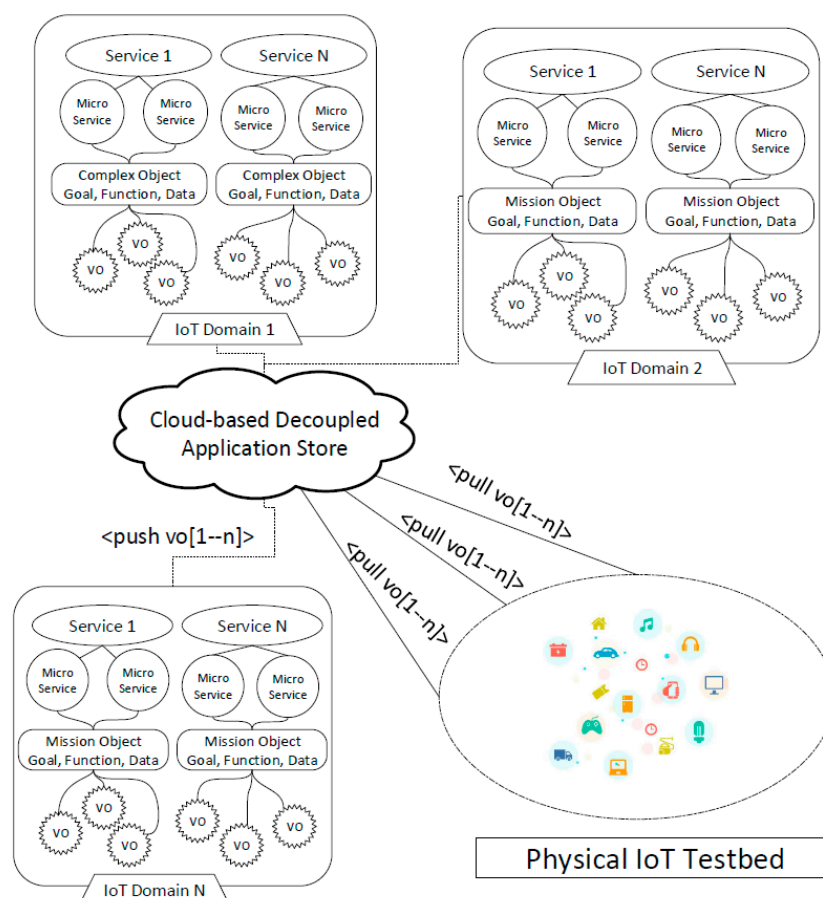 Service 1
Service N
Micro
Service
Micro
Service
Micro
Service
Micro
Service
Complex Object
Goal, Function, Data
Complex Object
Goal, Function, Data
VO
VO
VO
VO
VO
VO
IoT Domain 1
Service 1
Service N
Micro
Service
Micro
Service
Micro
Service
Micro
Service
Mission Object
Goal, Function, Data
Mission Object
Goal, Function, Data
VO
VO
VO
VO
VO
VO
IoT Domain 2
Cloud-based Decoupled
Application Store
<pull vo[1--n]>
<pull vo[1--n]>
<pull vo[1--n]>
<push vo[1--n]>
Service 1
Service N
Micro
Service
Micro
Service
Micro
Service
Micro
Service
Mission Object
Goal, Function, Data
Mission Object
Goal, Function, Data
VO
VO
VO
VO
VO
VO
IoT Domain N
Physical IoT Testbed